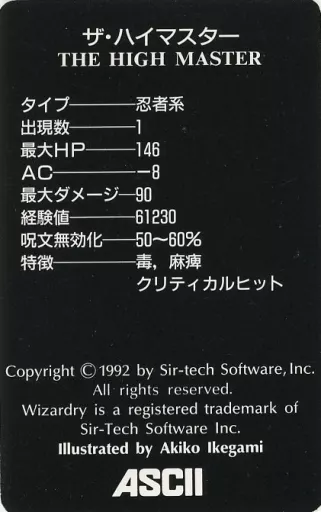 ザ・ハイマスター
THE HIGH MASTER
タイプ―――忍者系
出現数―――1
最大HP――146
AC――――−8
最大ダメージ―90
経験値―――61230
呪文無効化――50〜60%
特徴――――毒，麻痺
クリティカルヒット
Copyright © 1992 by Sir-tech Software, Inc.
All rights reserved.
Wizardry is a registered trademark of
Sir-Tech Software Inc.
Illustrated by Akiko Ikegami
ASCII